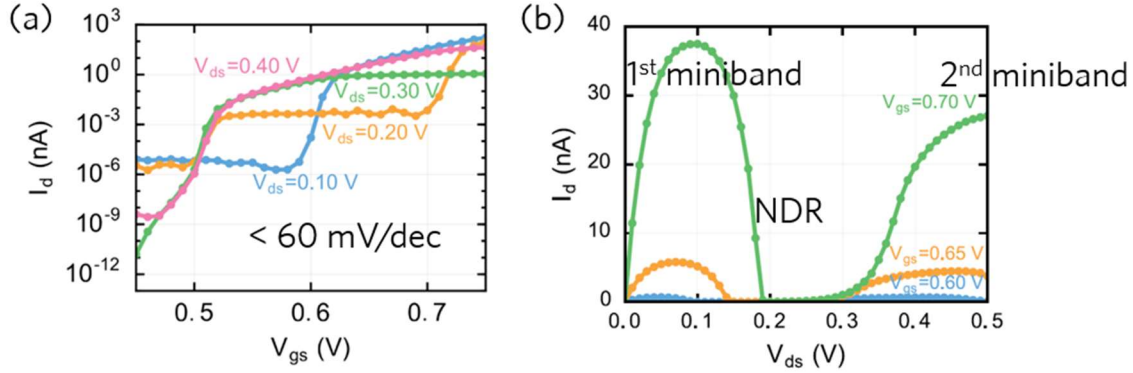 (a)
10³
10⁰
10⁻³
10⁻⁶
10⁻⁹
10⁻¹²
I_d (nA)
V_ds=0.40 V
V_ds=0.30 V
V_ds=0.20 V
V_ds=0.10 V
< 60 mV/dec
0.5 0.6 0.7
V_gs (V)
(b)
40
30
20
10
0
I_d (nA)
1st miniband
2nd miniband
V_gs=0.70 V
NDR
V_gs=0.65 V
V_gs=0.60 V
0.0 0.1 0.2 0.3 0.4 0.5
V_ds (V)